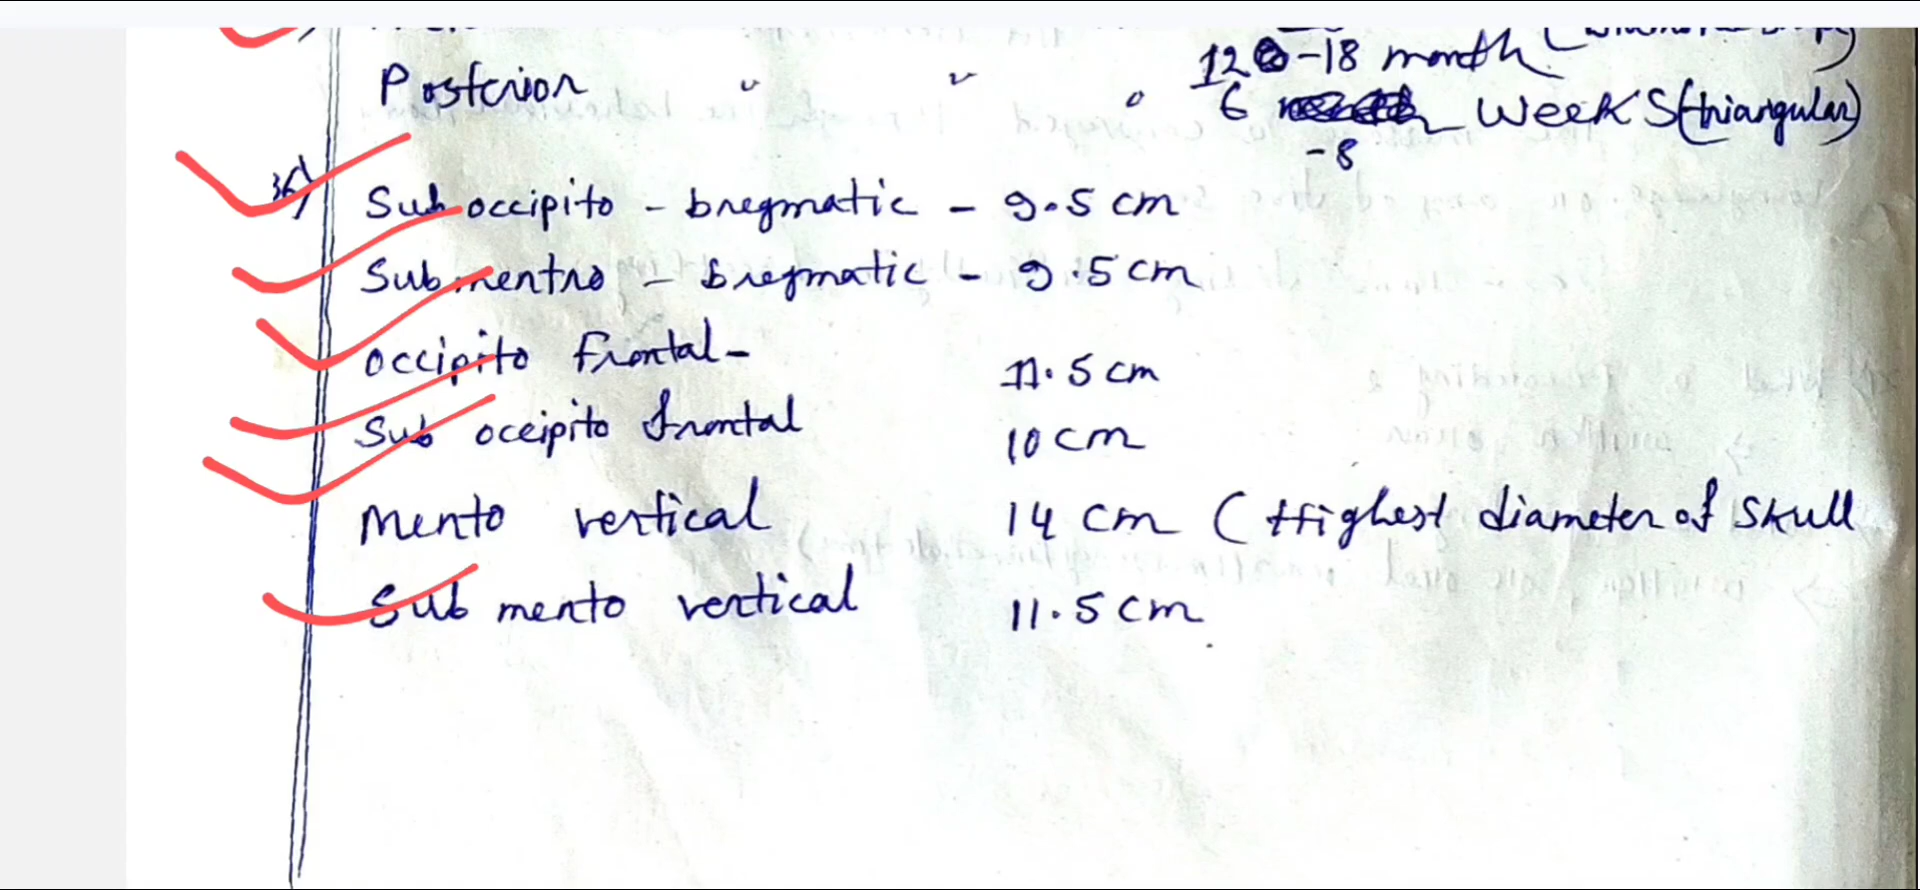 12 -18 month
Posterior " " " 6 -8 Weeks (triangular)
36) Sub occipito - bregmatic - 9.5 cm
Sub mentro - bregmatic - 9.5 cm
occipito frontal - 11.5 cm
Sub occipito frontal 10 cm
Mento vertical 14 cm (Highest diameter of skull
Sub mento vertical 11.5 cm